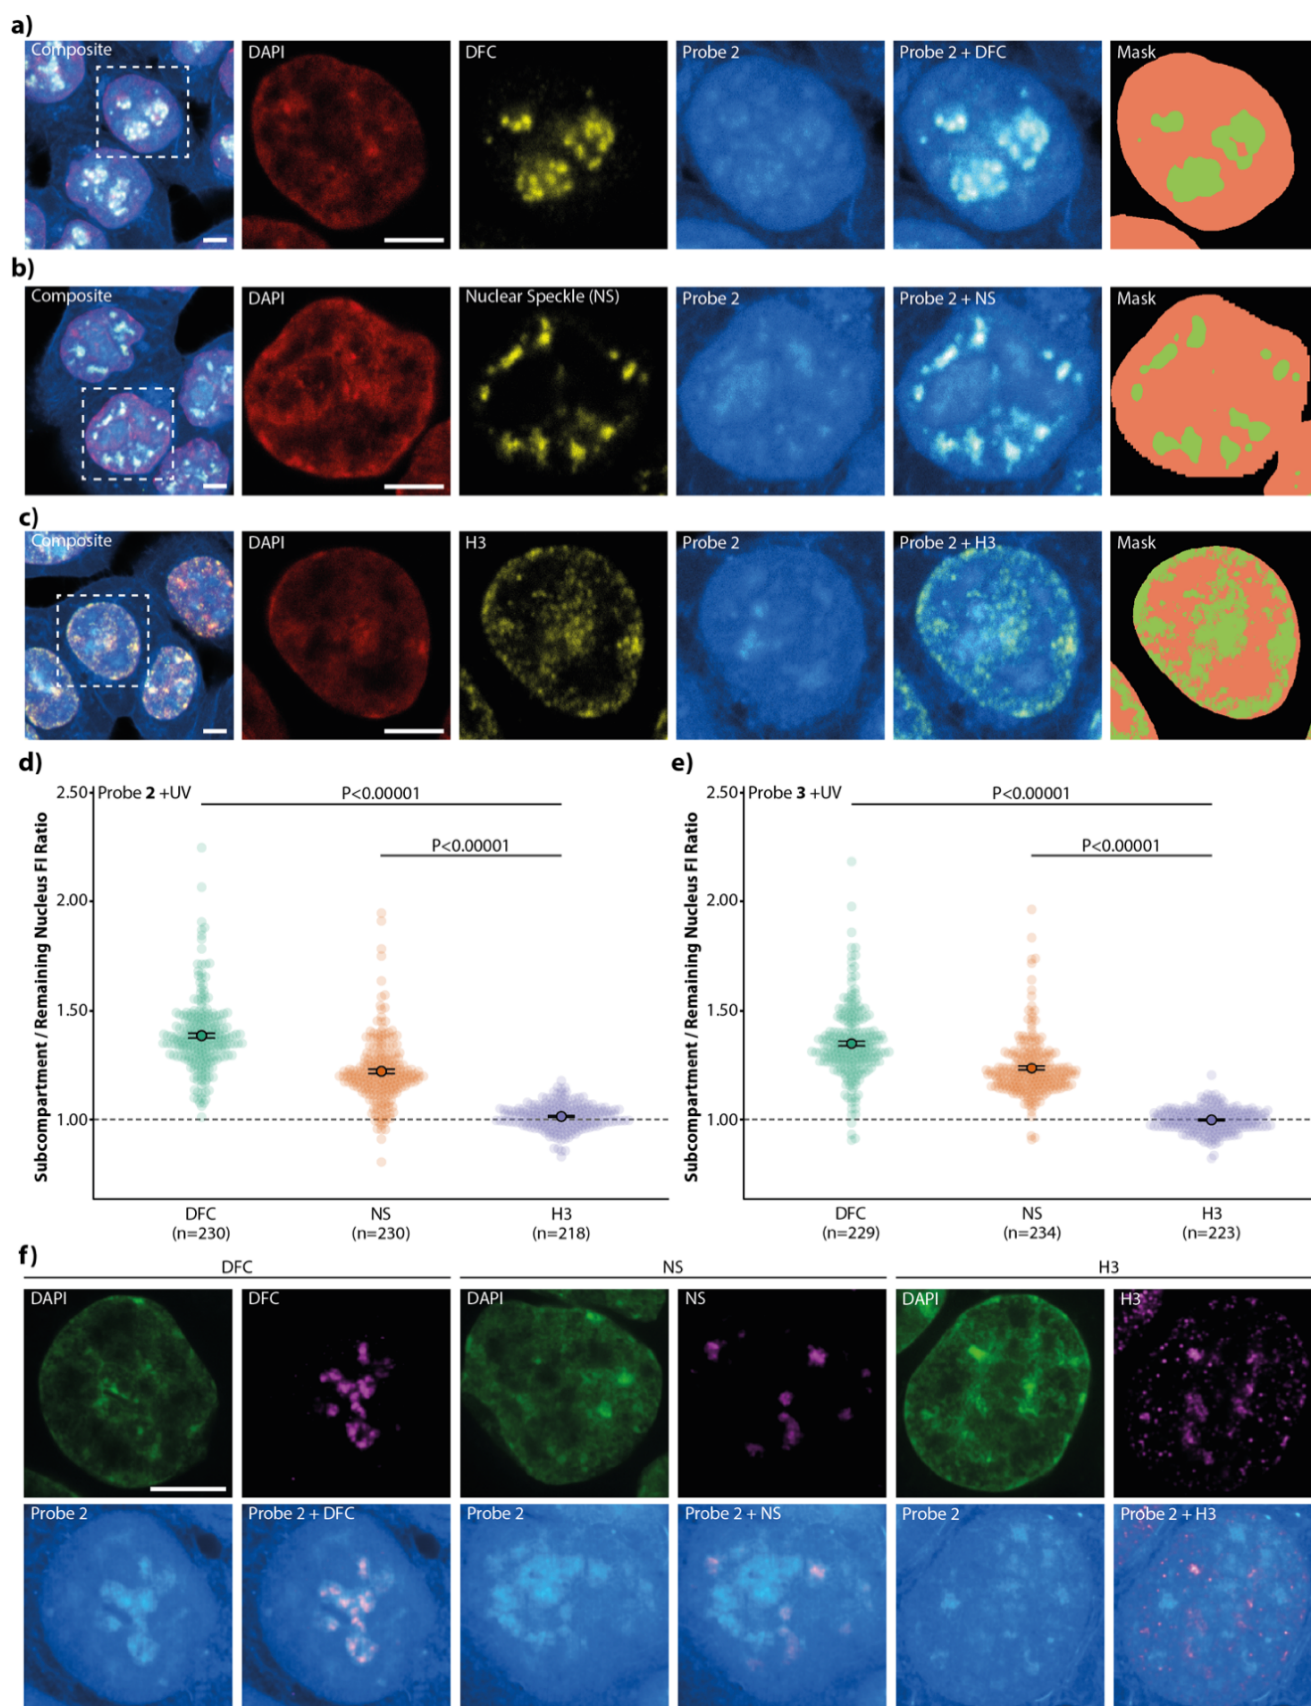 a)
Composite
DAPI
DFC
Probe 2
Probe 2 + DFC
Mask
b)
Composite
DAPI
Nuclear Speckle (NS)
Probe 2
Probe 2 + NS
Mask
c)
Composite
DAPI
H3
Probe 2
Probe 2 + H3
Mask
d)
Probe 2 +UV
P<0.00001
P<0.00001
Subcompartment / Remaining Nucleus FI Ratio
2.50
2.00
1.50
1.00
DFC
(n=230)
NS
(n=230)
H3
(n=218)
e)
Probe 3 +UV
P<0.00001
P<0.00001
Subcompartment / Remaining Nucleus FI Ratio
2.50
2.00
1.50
1.00
DFC
(n=229)
NS
(n=234)
H3
(n=223)
f)
DFC
NS
H3
DAPI
DFC
DAPI
NS
DAPI
H3
Probe 2
Probe 2 + DFC
Probe 2
Probe 2 + NS
Probe 2
Probe 2 + H3